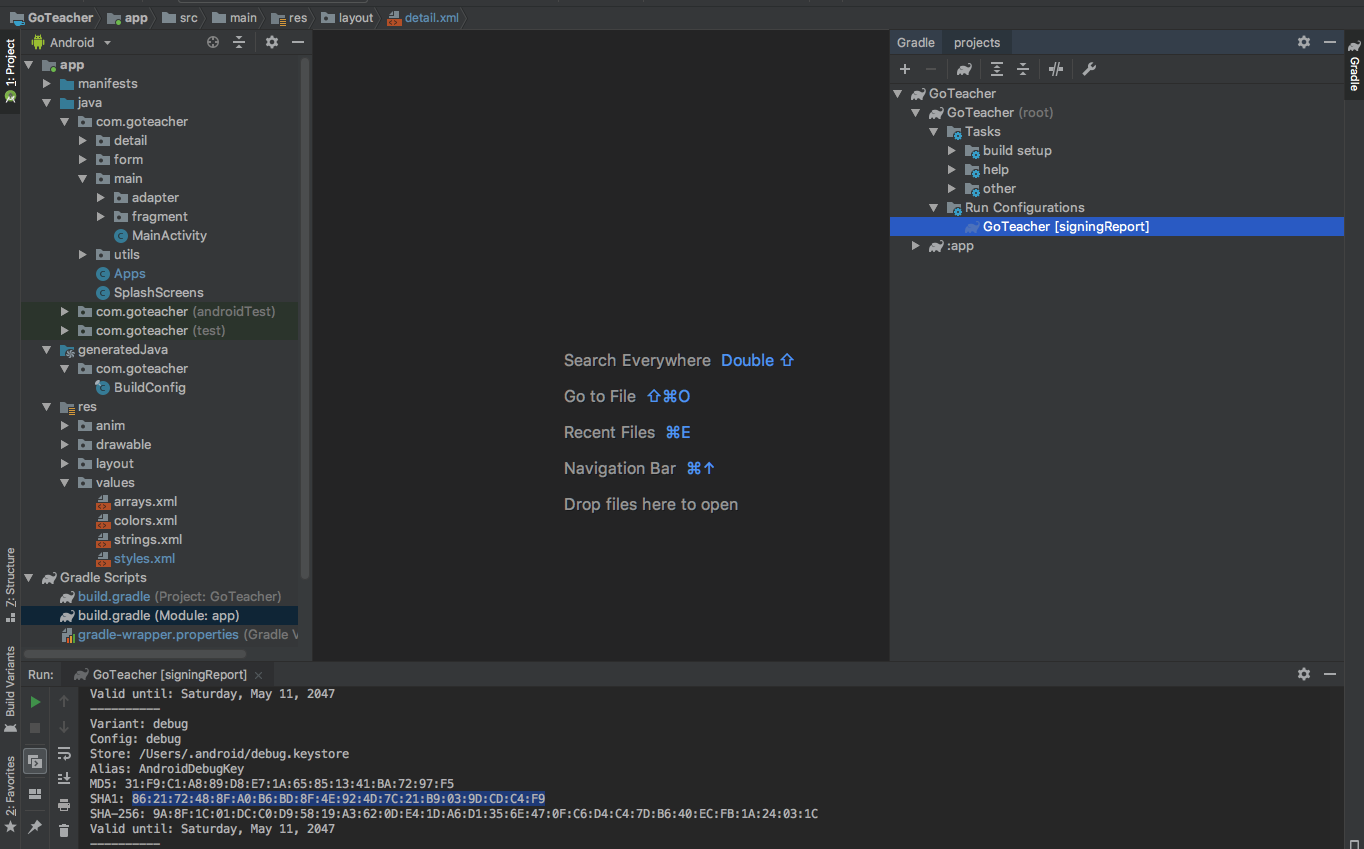 GoTeacher app src main res layout detail.xml
1: Project
Z: Structure
Build Variants
2: Favorites
Android
app
manifests
java
com.goteacher
detail
form
main
adapter
fragment
MainActivity
utils
Apps
SplashScreens
com.goteacher (androidTest)
com.goteacher (test)
generatedJava
com.goteacher
BuildConfig
res
anim
drawable
layout
values
arrays.xml
colors.xml
strings.xml
styles.xml
Gradle Scripts
build.gradle (Project: GoTeacher)
build.gradle (Module: app)
gradle-wrapper.properties (Gradle V
Search Everywhere Double ⇧
Go to File ⇧⌘O
Recent Files ⌘E
Navigation Bar ⌘↑
Drop files here to open
Gradle projects
GoTeacher
GoTeacher (root)
Tasks
build setup
help
other
Run Configurations
GoTeacher [signingReport]
:app
Gradle
Run: GoTeacher [signingReport]
Valid until: Saturday, May 11, 2047
----------
Variant: debug
Config: debug
Store: /Users/.android/debug.keystore
Alias: AndroidDebugKey
MD5: 31:F9:C1:A8:89:D8:E7:1A:65:85:13:41:BA:72:97:F5
SHA1: 86:21:72:48:8F:A0:B6:BD:8F:4E:92:4D:7C:21:B9:03:9D:CD:C4:F9
SHA-256: 9A:8F:1C:01:DC:C0:D9:58:19:A3:62:0D:E4:1D:A6:D1:35:6E:47:0F:C6:D4:C4:7D:B6:40:EC:FB:1A:24:03:1C
Valid until: Saturday, May 11, 2047
----------